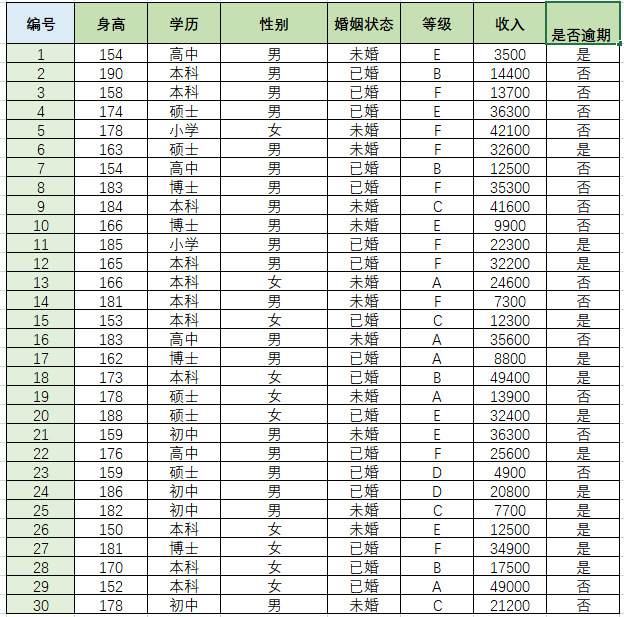 编号 身高 学历 性别 婚姻状态 等级 收入 是否逾期
1 154 高中 男 未婚 E 3500 是
2 190 本科 男 已婚 B 14400 否
3 158 本科 男 已婚 F 13700 否
4 174 硕士 男 已婚 E 36300 否
5 178 小学 女 未婚 F 42100 否
6 163 硕士 男 未婚 F 32600 是
7 154 高中 男 已婚 B 12500 否
8 183 博士 男 已婚 F 35300 否
9 184 本科 男 未婚 C 41600 否
10 166 博士 男 未婚 E 9900 否
11 185 小学 男 已婚 F 22300 是
12 165 本科 男 已婚 F 32200 是
13 166 本科 女 未婚 A 24600 否
14 181 本科 男 未婚 F 7300 否
15 153 本科 女 已婚 C 12300 是
16 183 高中 男 未婚 A 35600 否
17 162 博士 男 已婚 A 8800 是
18 173 本科 女 已婚 B 49400 是
19 178 硕士 女 未婚 A 13900 否
20 188 硕士 女 已婚 E 32400 是
21 159 初中 男 未婚 E 36300 否
22 176 高中 男 已婚 F 25600 是
23 159 硕士 男 已婚 D 4900 否
24 186 初中 男 已婚 D 20800 是
25 182 初中 男 未婚 C 7700 是
26 150 本科 女 未婚 E 12500 是
27 181 博士 女 已婚 F 34900 是
28 170 本科 女 已婚 B 17500 是
29 152 本科 女 已婚 A 49000 否
30 178 初中 男 未婚 C 21200 否